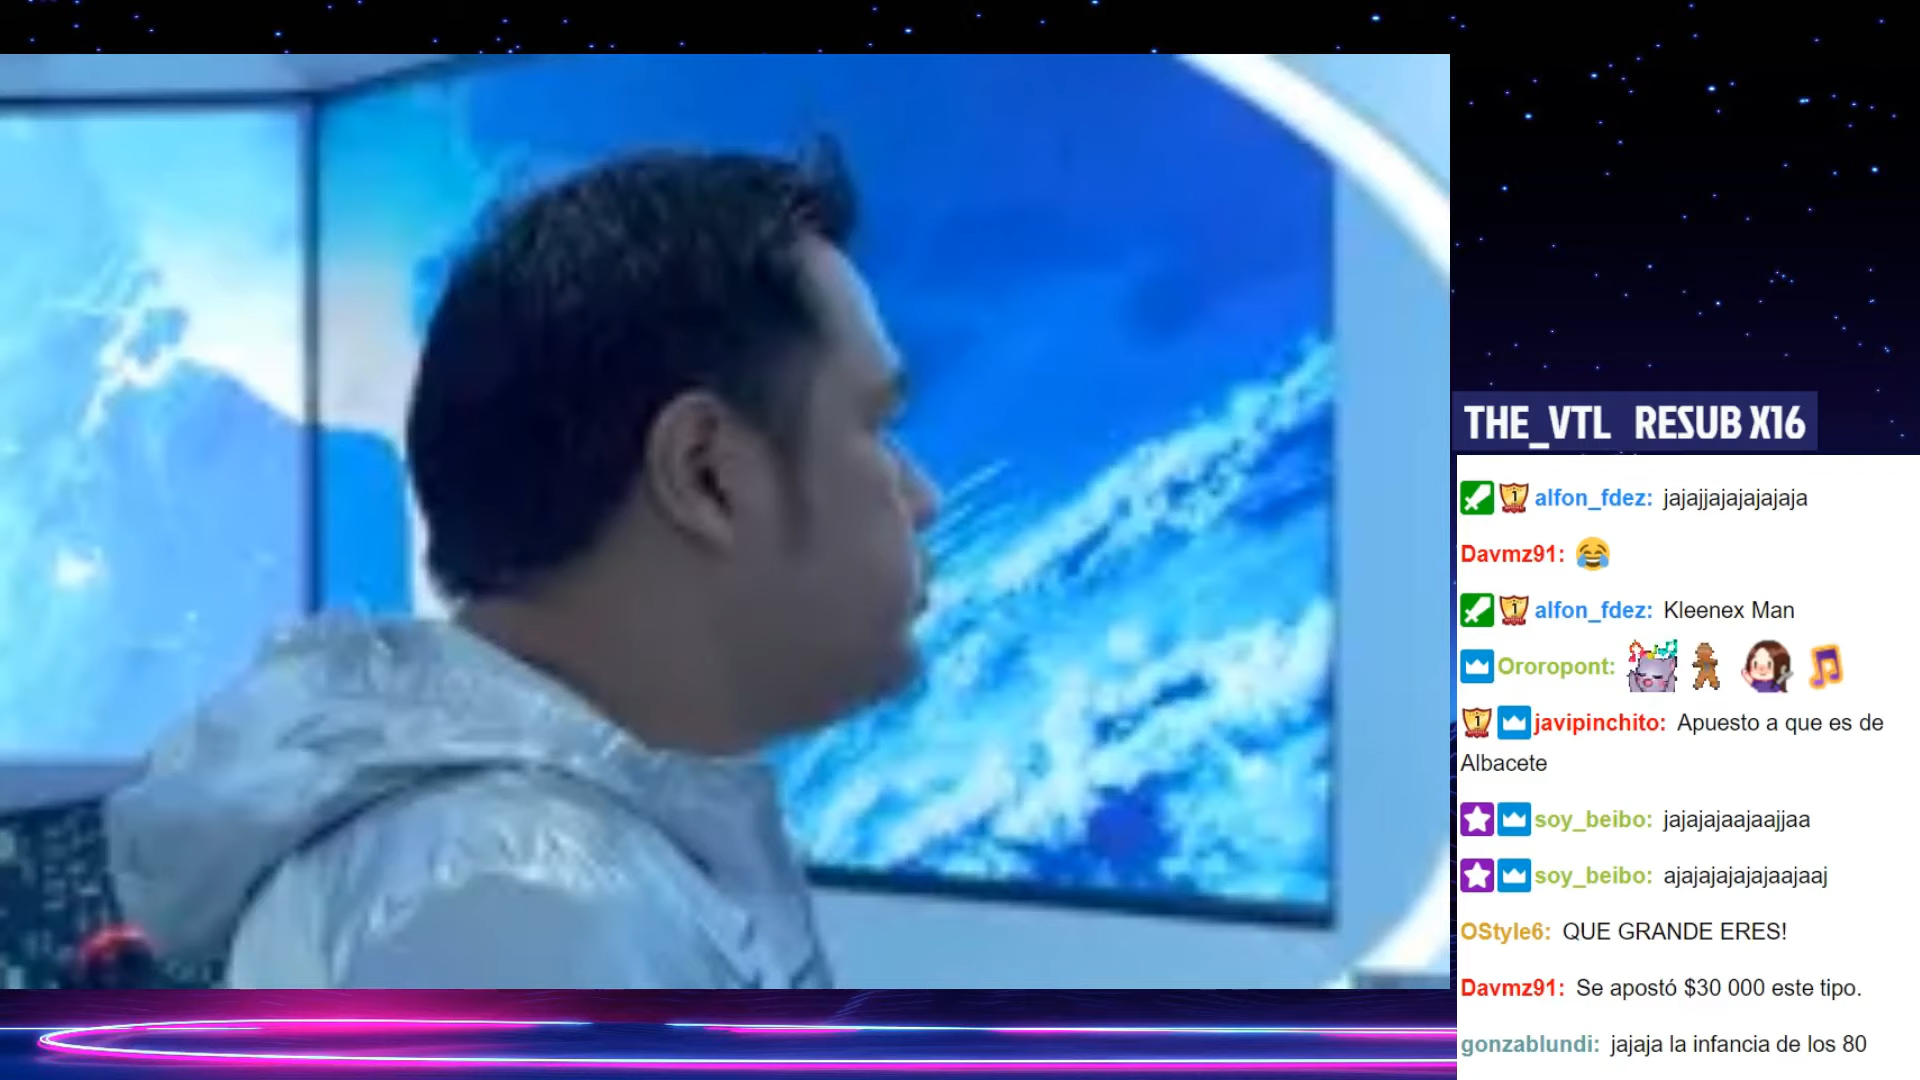 THE_VTL RESUB X16
alfon_fdez: jajajjajajajajaja
Davmz91: 😂
alfon_fdez: Kleenex Man
Ororopont:
javipinchito: Apuesto a que es de
Albacete
soy_beibo: jajajajaajaajjaa
soy_beibo: ajajajajajajaajaaj
OStyle6: QUE GRANDE ERES!
Davmz91: Se apostó $30 000 este tipo.
gonzablundi: jajaja la infancia de los 80